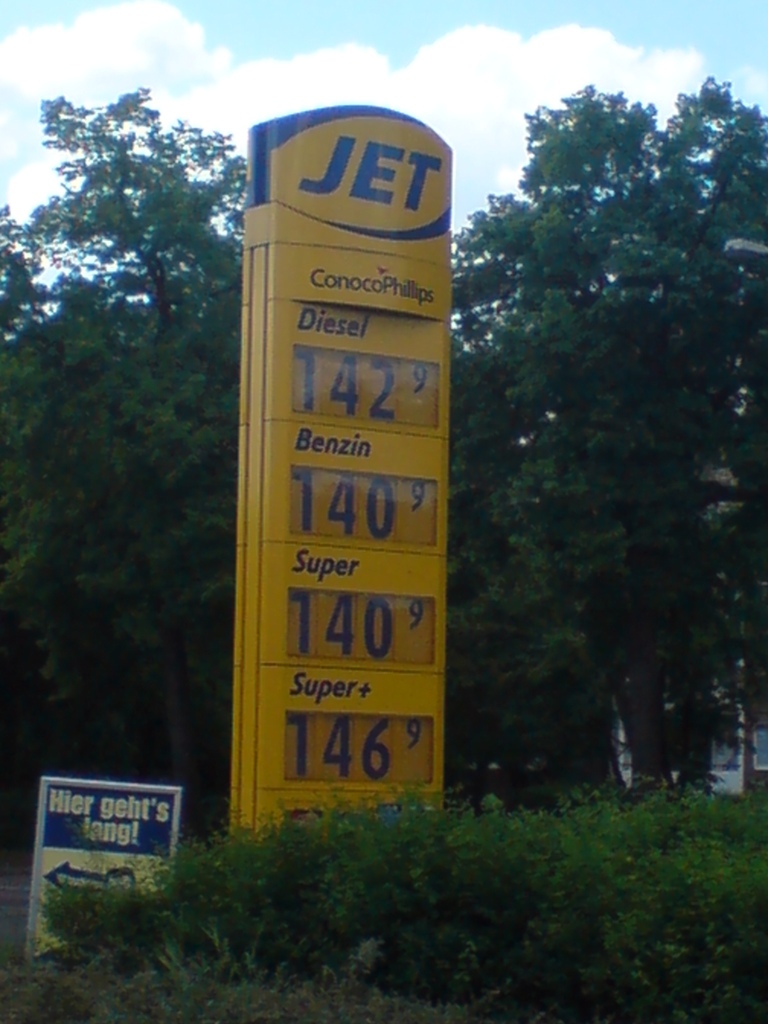 JET
ConocoPhillips
Diesel
142 9
Benzin
140 9
Super
140 9
Super+
146 9
Hier geht's
lang!